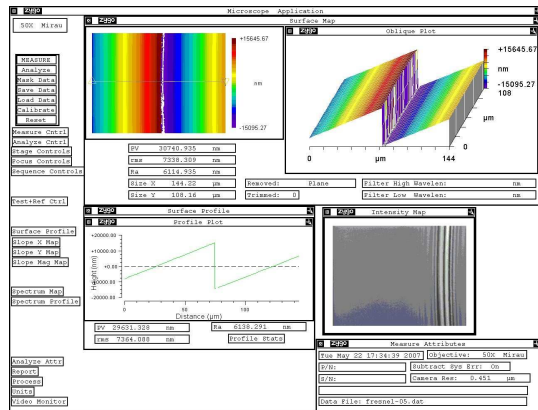 zygo Microscope Application
50X Mirau
MEASURE
Analyze
Mask Data
Save Data
Load Data
Calibrate
Reset
Measure Cntrl
Analyze Cntrl
Stage Controls
Focus Controls
Sequence Controls
Test+Ref Ctrl
Surface Profile
Slope X Map
Slope Y Map
Slope Mag Map
Spectrum Map
Spectrum Profile
Analyze Attr
Report
Process
Units
Video Monitor
zygo Surface Map
+15645.67
nm
-15095.27
zygo Oblique Plot
+15645.67
nm
-15095.27
108
µm
0
0 µm 144
PV 30740.935 nm
rms 7338.309 nm
Ra 6114.935 nm
Size X 144.22 µm
Size Y 108.16 µm
Removed: Plane
Trimmed: 0
Filter High Wavelen: nm
Filter Low Wavelen: nm
zygo Surface Profile
zygo Profile Plot
+20000.00
+10000.00
+0.00
-10000.00
-20000.00
Height (nm)
0 50 100
Distance (µm)
PV 29631.328 nm
rms 7364.088 nm
Ra 6138.291 nm
Profile Stats
zygo Intensity Map
zygo Measure Attributes
Tue May 22 17:34:39 2007
Objective: 50X Mirau
P/N:
Subtract Sys Err: On
S/N:
Camera Res: 0.451 µm
Data File: fresnel-05.dat